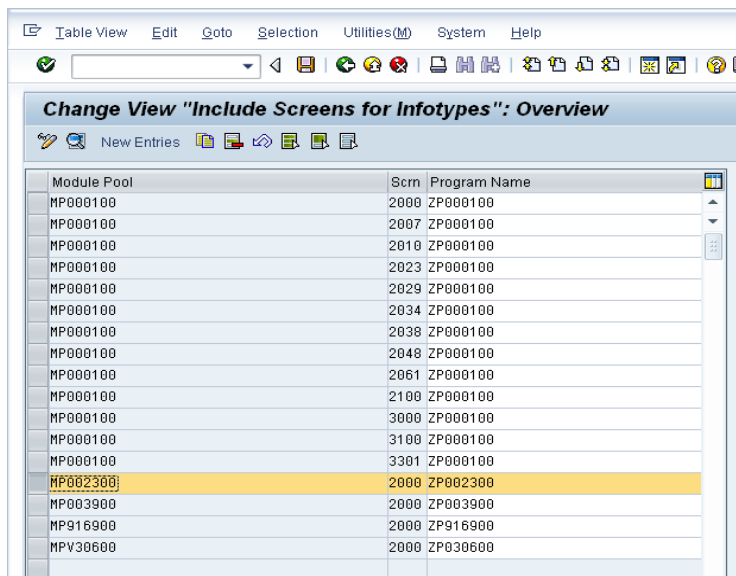 Table View Edit Goto Selection Utilities(M) System Help
Change View "Include Screens for Infotypes": Overview
New Entries
Module Pool Scrn Program Name
MP000100 2000 ZP000100
MP000100 2007 ZP000100
MP000100 2010 ZP000100
MP000100 2023 ZP000100
MP000100 2029 ZP000100
MP000100 2034 ZP000100
MP000100 2038 ZP000100
MP000100 2048 ZP000100
MP000100 2061 ZP000100
MP000100 2100 ZP000100
MP000100 3000 ZP000100
MP000100 3100 ZP000100
MP000100 3301 ZP000100
MP002300 2000 ZP002300
MP003900 2000 ZP003900
MP916900 2000 ZP916900
MPV30600 2000 ZP030600